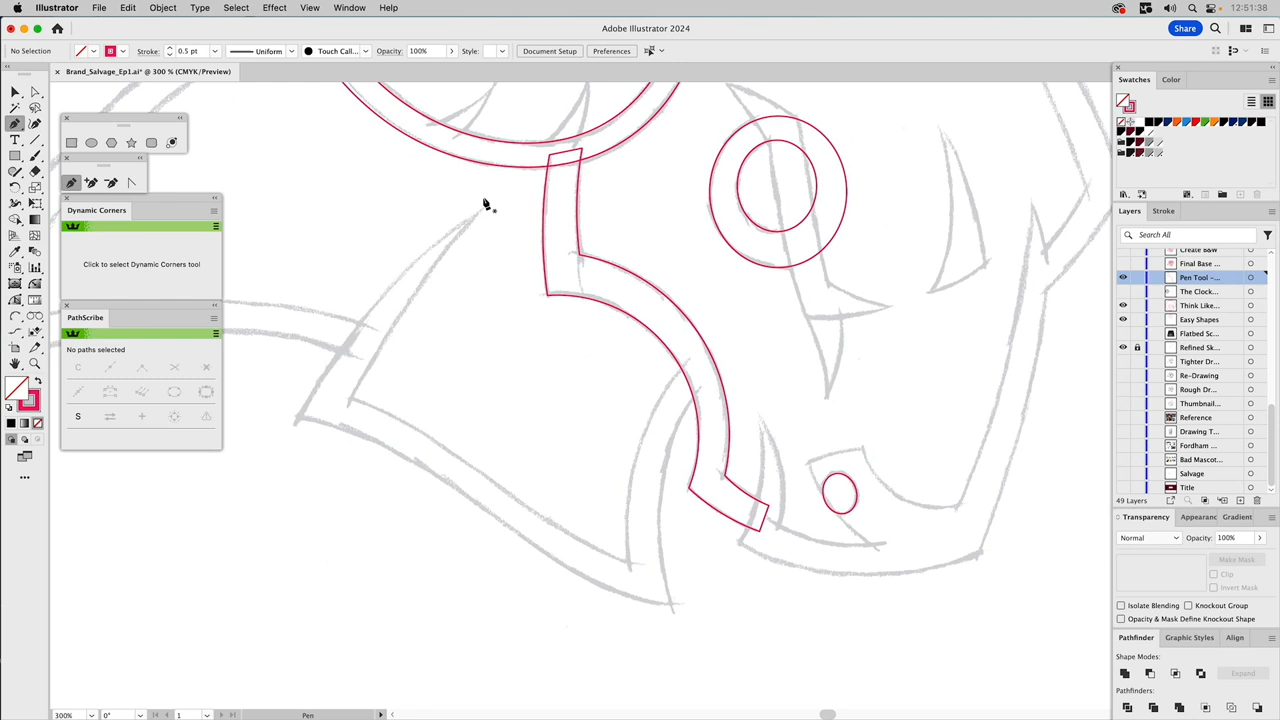 Illustrator File Edit Object Type Select Effect View Window Help 12:51:38
Adobe Illustrator 2024 Share
No Selection Stroke: 0.5 pt Uniform Touch Call... Opacity: 100% Style: Document Setup Preferences
Brand_Salvage_Ep1.ai* @ 300 % (CMYK/Preview)
Swatches Color
Dynamic Corners
Click to select Dynamic Corners tool
PathScribe
No paths selected
C
S
Layers Stroke
Search All
Create B&W
Final Base ...
Pen Tool –...
The Clock...
Think Like...
Easy Shapes
Flatbed Sc...
Refined Sk...
Tighter Dr...
Re-Drawing
Rough Dr...
Thumbnail...
Reference
Drawing T...
Fordham ...
Bad Mascot...
Salvage
Title
49 Layers
Transparency Appearanc Gradient
Normal Opacity: 100%
Make Mask
Clip
Invert Mask
Isolate Blending Knockout Group
Opacity & Mask Define Knockout Shape
Pathfinder Graphic Styles Align
Shape Modes:
Expand
Pathfinders:
300% 0° 1 Pen